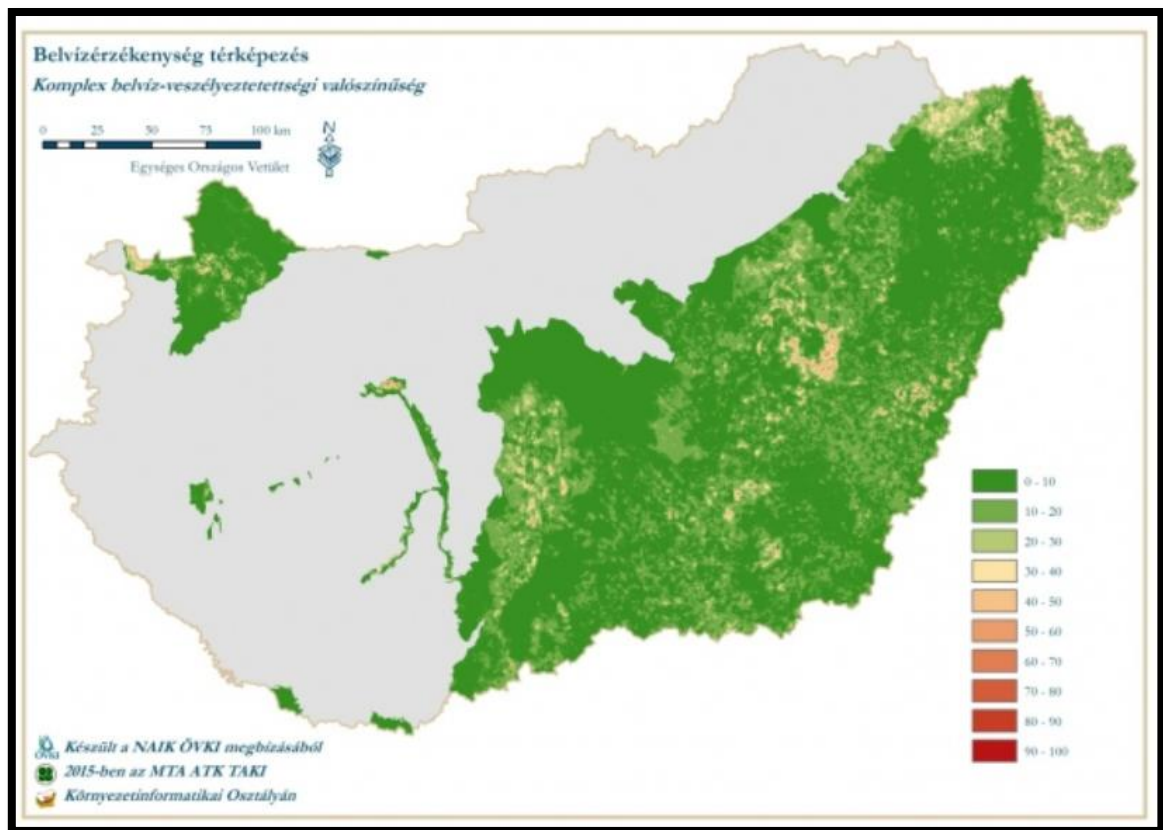 Belvízérzékenység térképezés
Komplex belvíz-veszélyeztetettségi valószínűség
0 25 50 75 100 km
N
Egységes Országos Vetület
0 - 10
10 - 20
20 - 30
30 - 40
40 - 50
50 - 60
60 - 70
70 - 80
80 - 90
90 - 100
Készült a NAIK ÖVKI megbízásából
ÖVKI
2015-ben az MTA ATK TAKI
Környezetinformatikai Osztályán